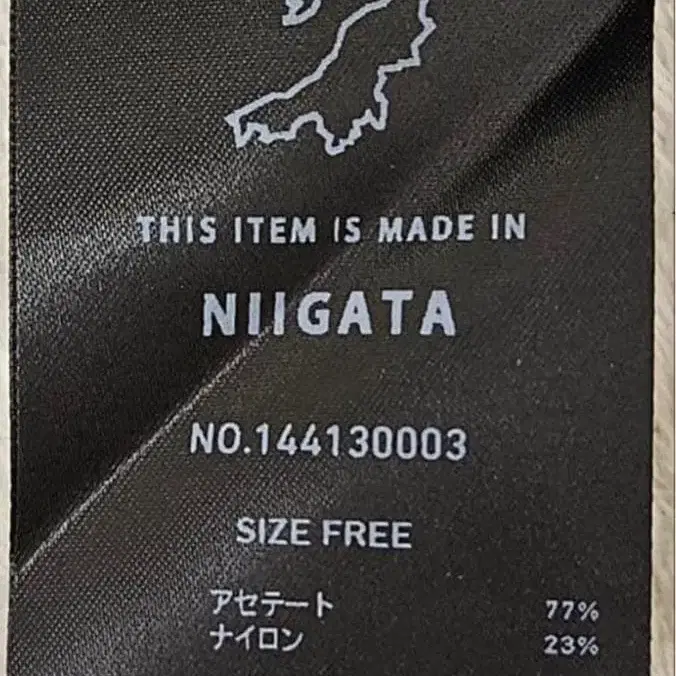 THIS ITEM IS MADE IN
NIIGATA
NO.144130003
SIZE FREE
アセテート 77%
ナイロン 23%